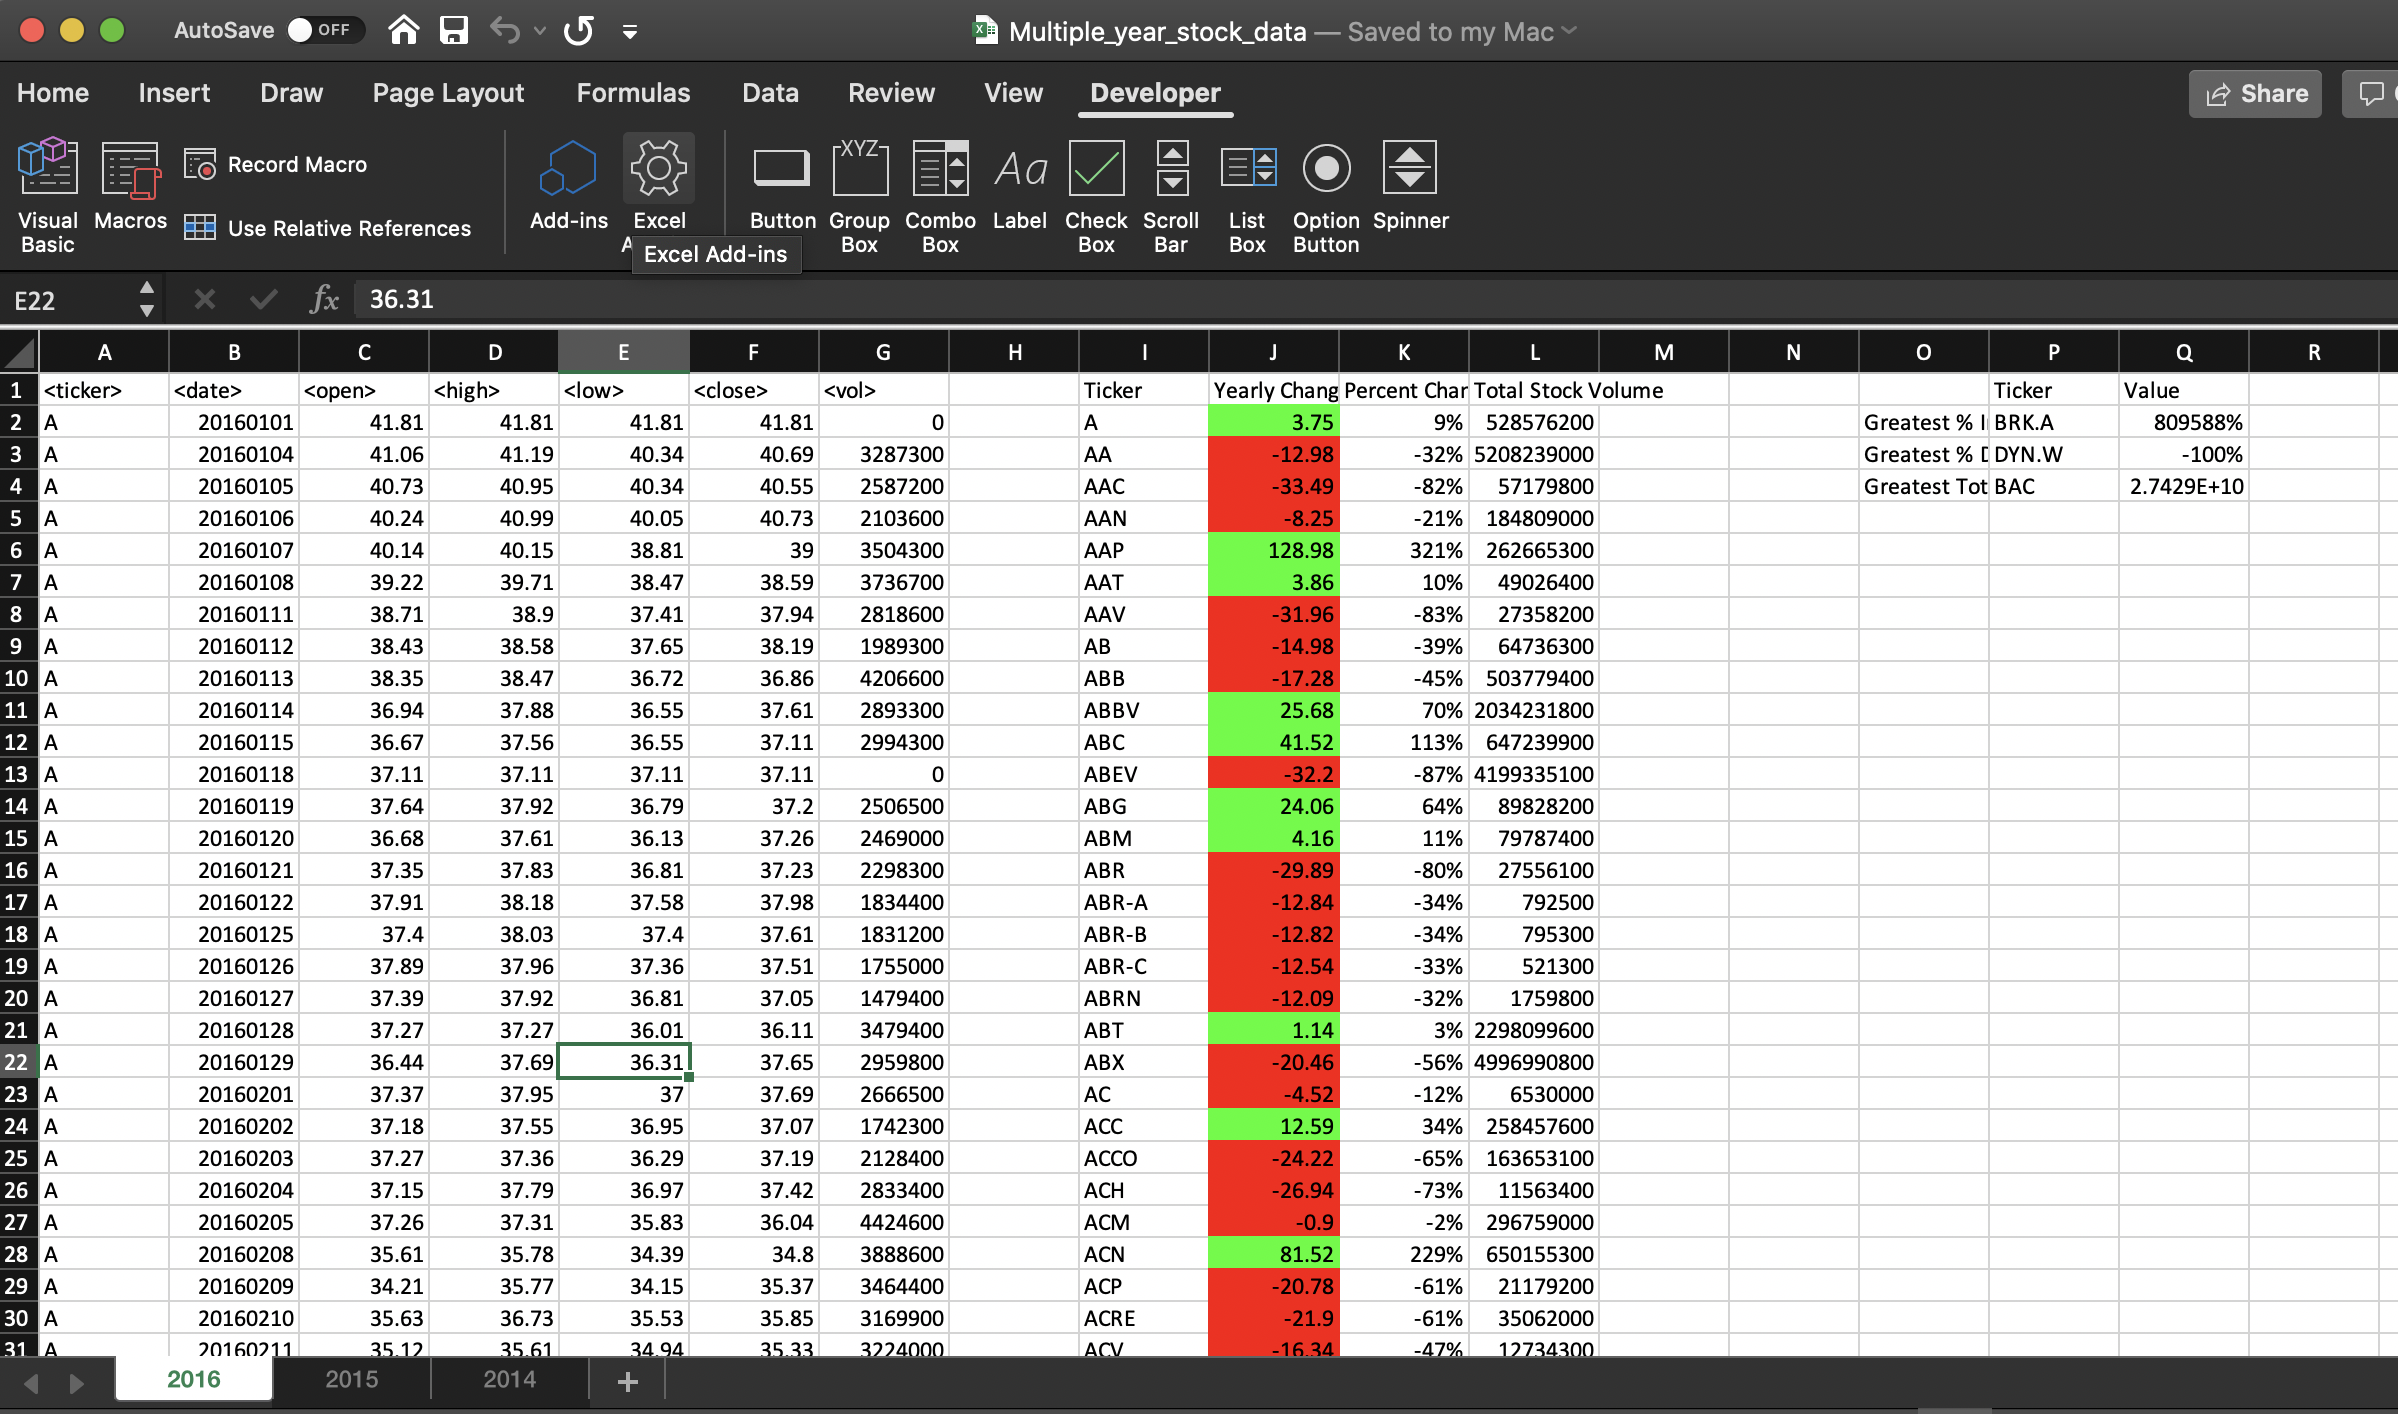 AutoSave OFF Multiple_year_stock_data — Saved to my Mac
Home Insert Draw Page Layout Formulas Data Review View Developer Share
Visual Basic Macros Record Macro Use Relative References Add-ins Excel A Button Group Box Combo Box Label Check Box Scroll Bar List Box Option Button Spinner
XYZ Aa
Excel Add-ins
E22 fx 36.31
A B C D E F G H I J K L M N O P Q R
1 <ticker> <date> <open> <high> <low> <close> <vol> Ticker Yearly Chang Percent Char Total Stock Volume Ticker Value
2 A 20160101 41.81 41.81 41.81 41.81 0 A 3.75 9% 528576200 Greatest % I BRK.A 809588%
3 A 20160104 41.06 41.19 40.34 40.69 3287300 AA -12.98 -32% 5208239000 Greatest % D DYN.W -100%
4 A 20160105 40.73 40.95 40.34 40.55 2587200 AAC -33.49 -82% 57179800 Greatest Tot BAC 2.7429E+10
5 A 20160106 40.24 40.99 40.05 40.73 2103600 AAN -8.25 -21% 184809000
6 A 20160107 40.14 40.15 38.81 39 3504300 AAP 128.98 321% 262665300
7 A 20160108 39.22 39.71 38.47 38.59 3736700 AAT 3.86 10% 49026400
8 A 20160111 38.71 38.9 37.41 37.94 2818600 AAV -31.96 -83% 27358200
9 A 20160112 38.43 38.58 37.65 38.19 1989300 AB -14.98 -39% 64736300
10 A 20160113 38.35 38.47 36.72 36.86 4206600 ABB -17.28 -45% 503779400
11 A 20160114 36.94 37.88 36.55 37.61 2893300 ABBV 25.68 70% 2034231800
12 A 20160115 36.67 37.56 36.55 37.11 2994300 ABC 41.52 113% 647239900
13 A 20160118 37.11 37.11 37.11 37.11 0 ABEV -32.2 -87% 4199335100
14 A 20160119 37.64 37.92 36.79 37.2 2506500 ABG 24.06 64% 89828200
15 A 20160120 36.68 37.61 36.13 37.26 2469000 ABM 4.16 11% 79787400
16 A 20160121 37.35 37.83 36.81 37.23 2298300 ABR -29.89 -80% 27556100
17 A 20160122 37.91 38.18 37.58 37.98 1834400 ABR-A -12.84 -34% 792500
18 A 20160125 37.4 38.03 37.4 37.61 1831200 ABR-B -12.82 -34% 795300
19 A 20160126 37.89 37.96 37.36 37.51 1755000 ABR-C -12.54 -33% 521300
20 A 20160127 37.39 37.92 36.81 37.05 1479400 ABRN -12.09 -32% 1759800
21 A 20160128 37.27 37.27 36.01 36.11 3479400 ABT 1.14 3% 2298099600
22 A 20160129 36.44 37.69 36.31 37.65 2959800 ABX -20.46 -56% 4996990800
23 A 20160201 37.37 37.95 37 37.69 2666500 AC -4.52 -12% 6530000
24 A 20160202 37.18 37.55 36.95 37.07 1742300 ACC 12.59 34% 258457600
25 A 20160203 37.27 37.36 36.29 37.19 2128400 ACCO -24.22 -65% 163653100
26 A 20160204 37.15 37.79 36.97 37.42 2833400 ACH -26.94 -73% 11563400
27 A 20160205 37.26 37.31 35.83 36.04 4424600 ACM -0.9 -2% 296759000
28 A 20160208 35.61 35.78 34.39 34.8 3888600 ACN 81.52 229% 650155300
29 A 20160209 34.21 35.77 34.15 35.37 3464400 ACP -20.78 -61% 21179200
30 A 20160210 35.63 36.73 35.53 35.85 3169900 ACRE -21.9 -61% 35062000
31 A 20160211 35.12 35.61 34.94 35.33 3224000 ACV -16.34 -47% 12734300
2016 2015 2014 +